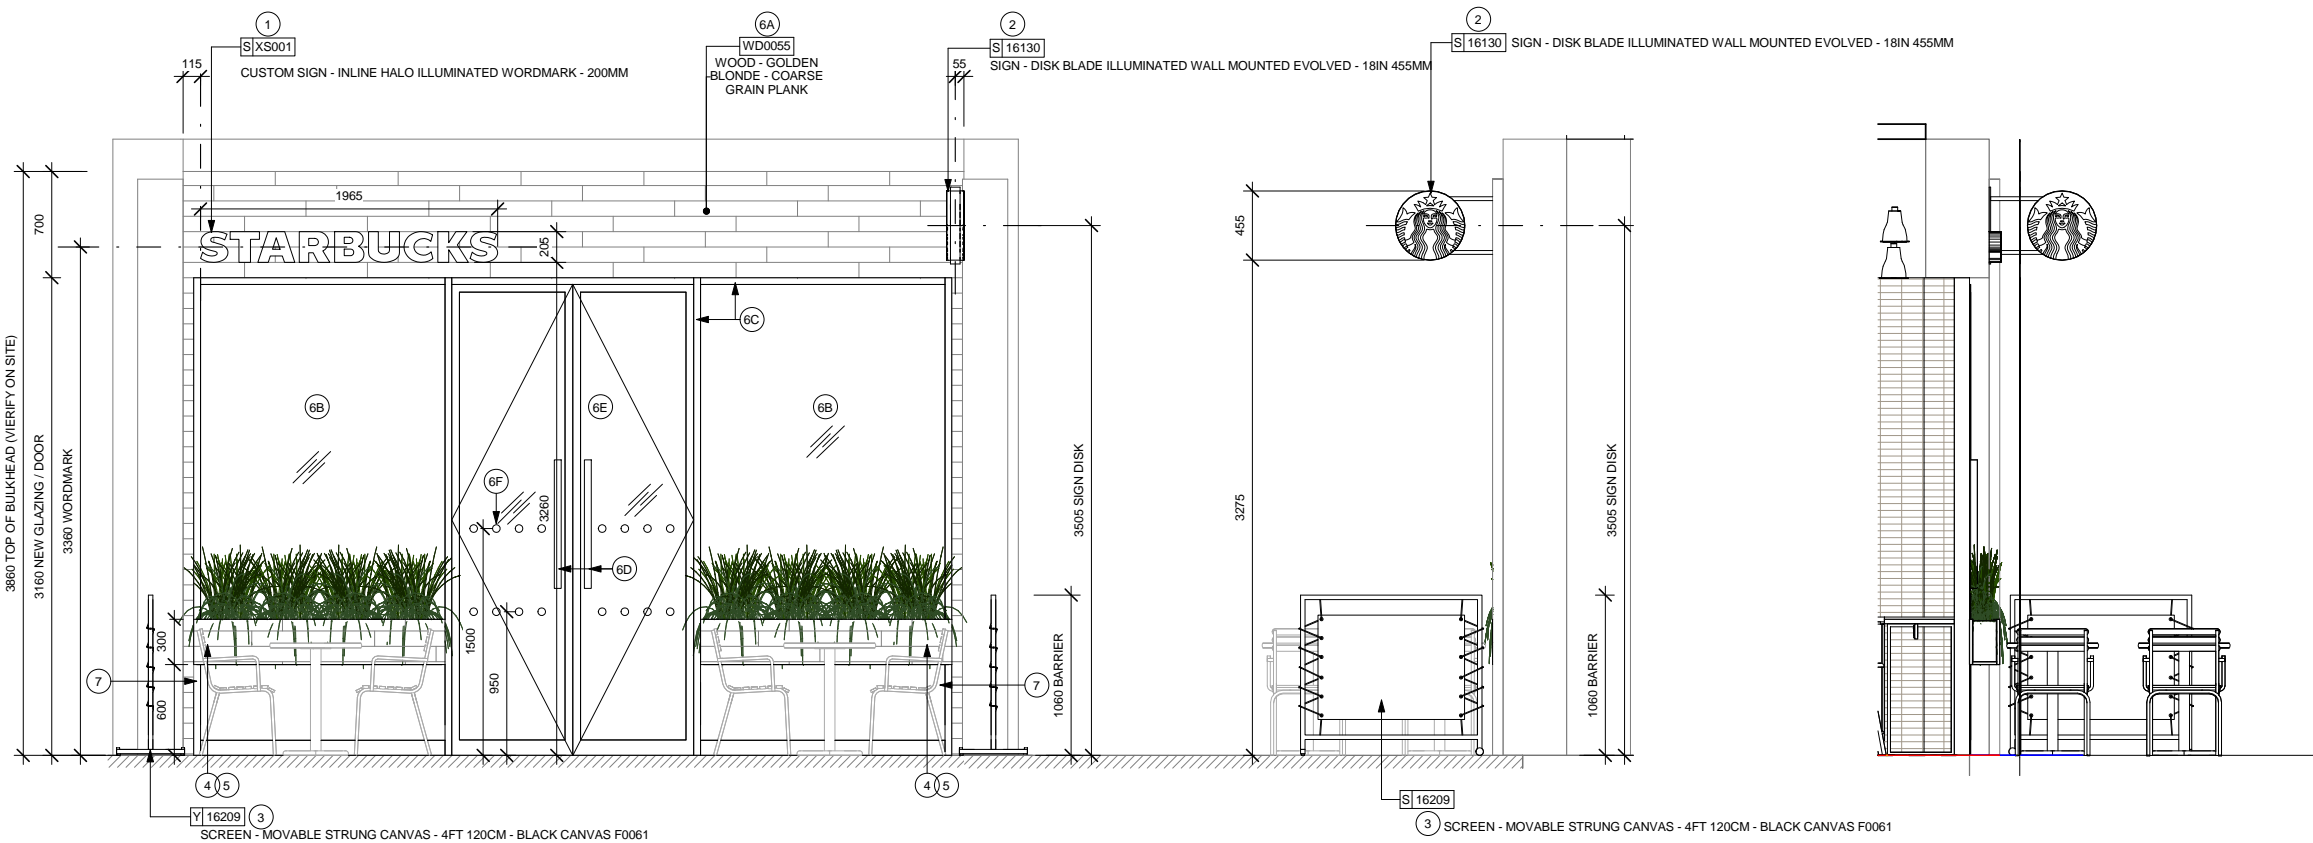 1
S XS001
CUSTOM SIGN - INLINE HALO ILLUMINATED WORDMARK - 200MM
115
6A
WD0055
WOOD - GOLDEN
BLONDE - COARSE
GRAIN PLANK
2
S 16130
SIGN - DISK BLADE ILLUMINATED WALL MOUNTED EVOLVED - 18IN 455MM
55
2
S 16130 SIGN - DISK BLADE ILLUMINATED WALL MOUNTED EVOLVED - 18IN 455MM
1965
STARBUCKS
205
700
3860 TOP OF BULKHEAD (VIERIFY ON SITE)
3160 NEW GLAZING / DOOR
3360 WORDMARK
6C
6B
6E
6B
6F
3260
6D
1500
950
300
600
7
7
4 5
4 5
Y 16209 3
SCREEN - MOVABLE STRUNG CANVAS - 4FT 120CM - BLACK CANVAS F0061
1060 BARRIER
3505 SIGN DISK
455
3275
3505 SIGN DISK
1060 BARRIER
S 16209
3 SCREEN - MOVABLE STRUNG CANVAS - 4FT 120CM - BLACK CANVAS F0061